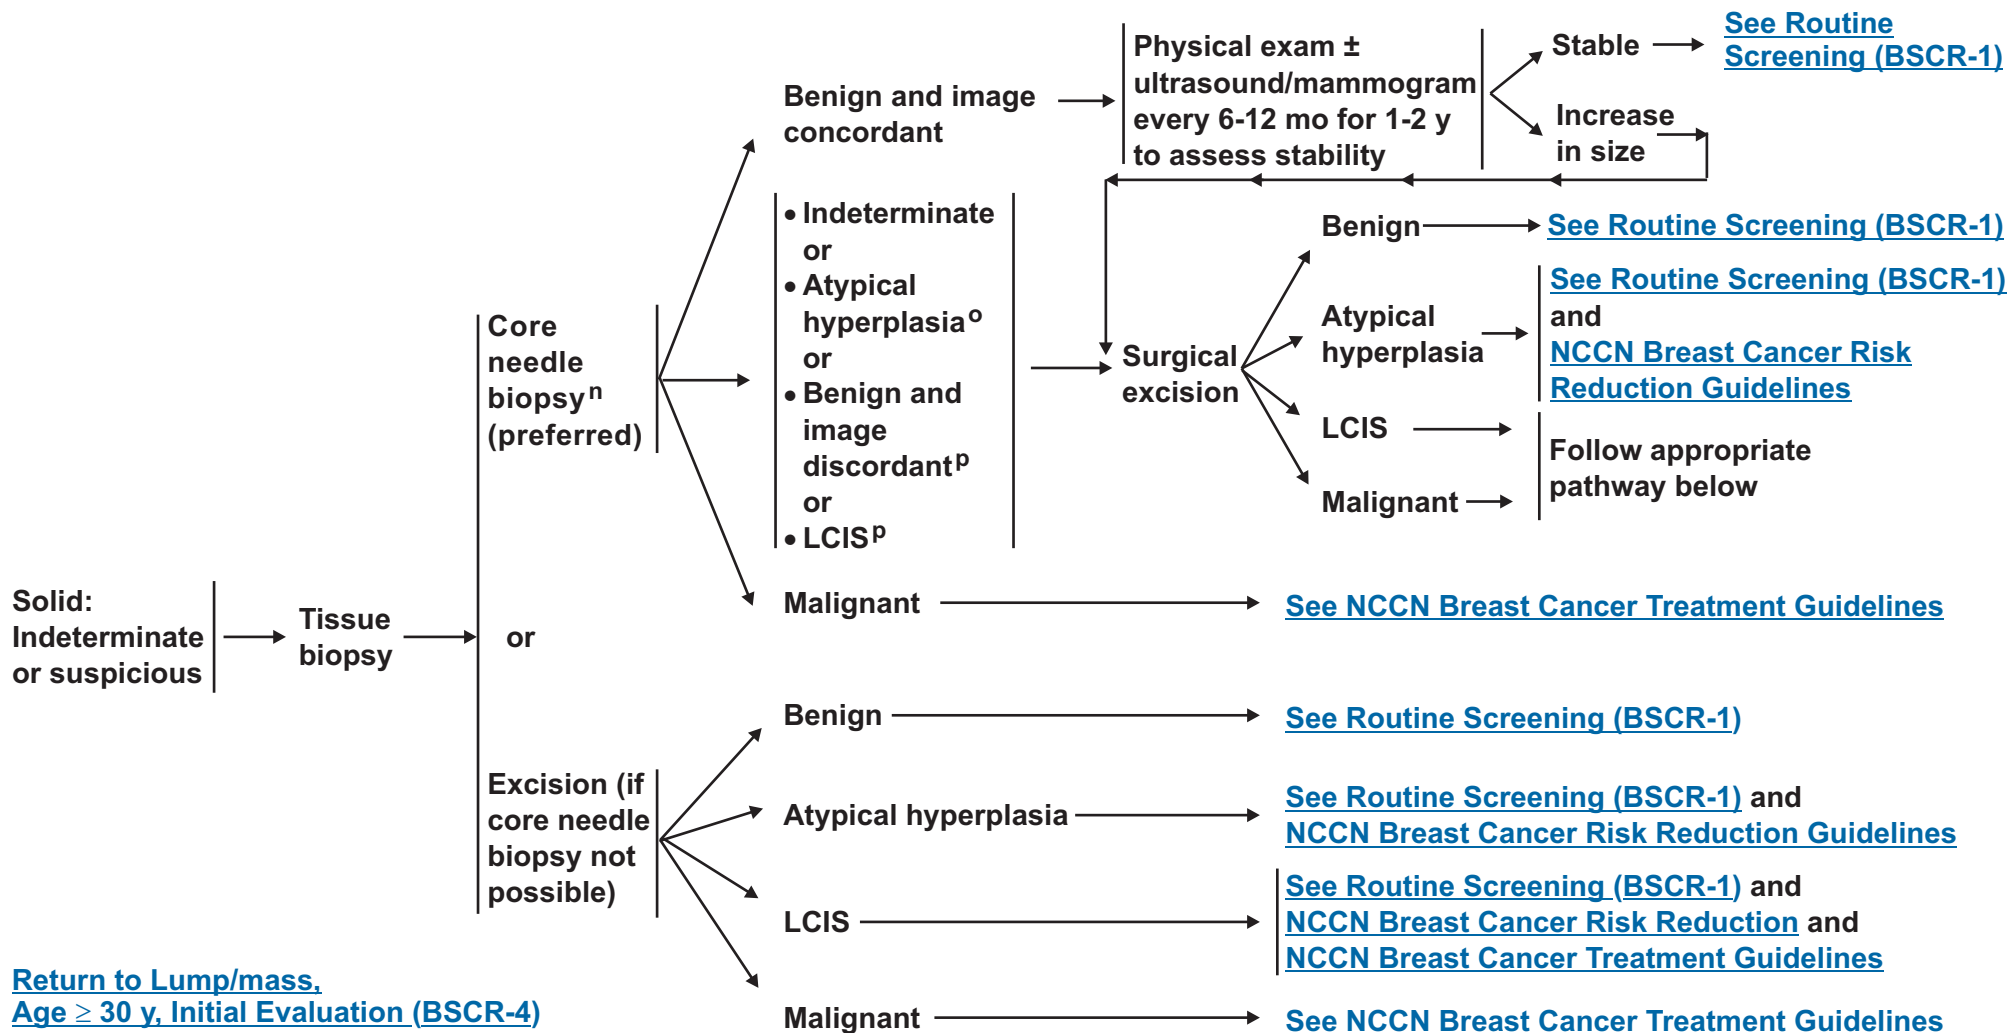 Solid:
Indeterminate
or suspicious
Tissue
biopsy
Core
needle
biopsyⁿ
(preferred)
or
Excision (if
core needle
biopsy not
possible)
Benign and image
concordant
Physical exam ±
ultrasound/mammogram
every 6-12 mo for 1-2 y
to assess stability
Stable
See Routine
Screening (BSCR-1)
Increase
in size
• Indeterminate
or
• Atypical
hyperplasiaᵒ
or
• Benign and
image
discordantᵖ
or
• LCISᵖ
Surgical
excision
Benign
See Routine Screening (BSCR-1)
Atypical
hyperplasia
See Routine Screening (BSCR-1)
and
NCCN Breast Cancer Risk
Reduction Guidelines
LCIS
Malignant
Follow appropriate
pathway below
Malignant
See NCCN Breast Cancer Treatment Guidelines
Benign
See Routine Screening (BSCR-1)
Atypical hyperplasia
See Routine Screening (BSCR-1) and
NCCN Breast Cancer Risk Reduction Guidelines
LCIS
See Routine Screening (BSCR-1) and
NCCN Breast Cancer Risk Reduction and
NCCN Breast Cancer Treatment Guidelines
Malignant
See NCCN Breast Cancer Treatment Guidelines
Return to Lump/mass,
Age ≥ 30 y, Initial Evaluation (BSCR-4)